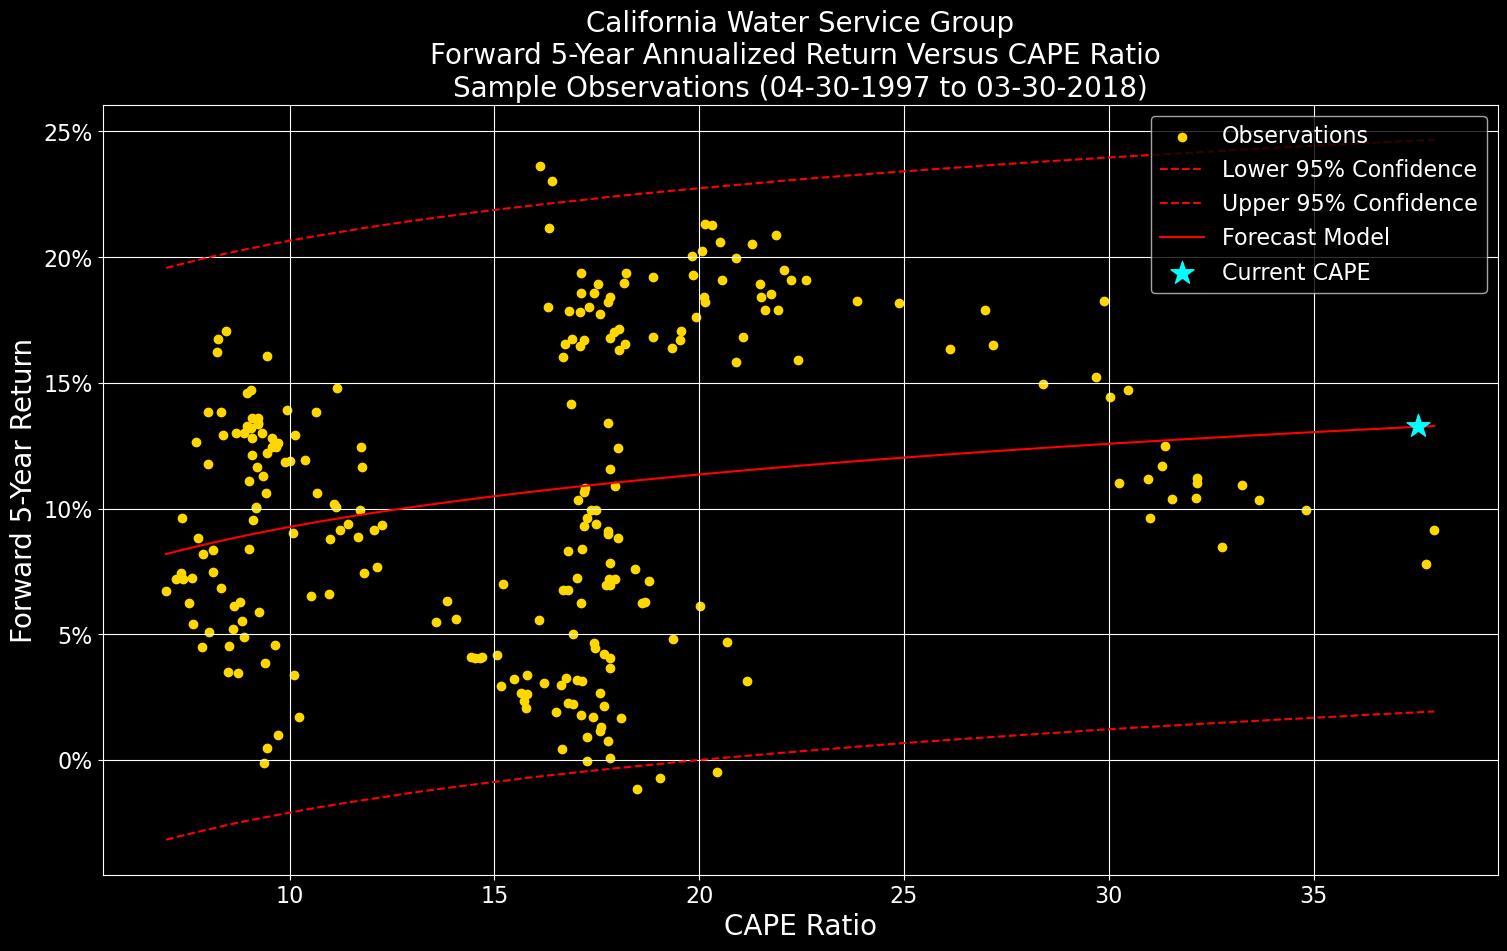 California Water Service Group
Forward 5-Year Annualized Return Versus CAPE Ratio
Sample Observations (04-30-1997 to 03-30-2018)
Observations
Lower 95% Confidence
Upper 95% Confidence
Forecast Model
Current CAPE
Forward 5-Year Return
25%
20%
15%
10%
5%
0%
10 15 20 25 30 35
CAPE Ratio